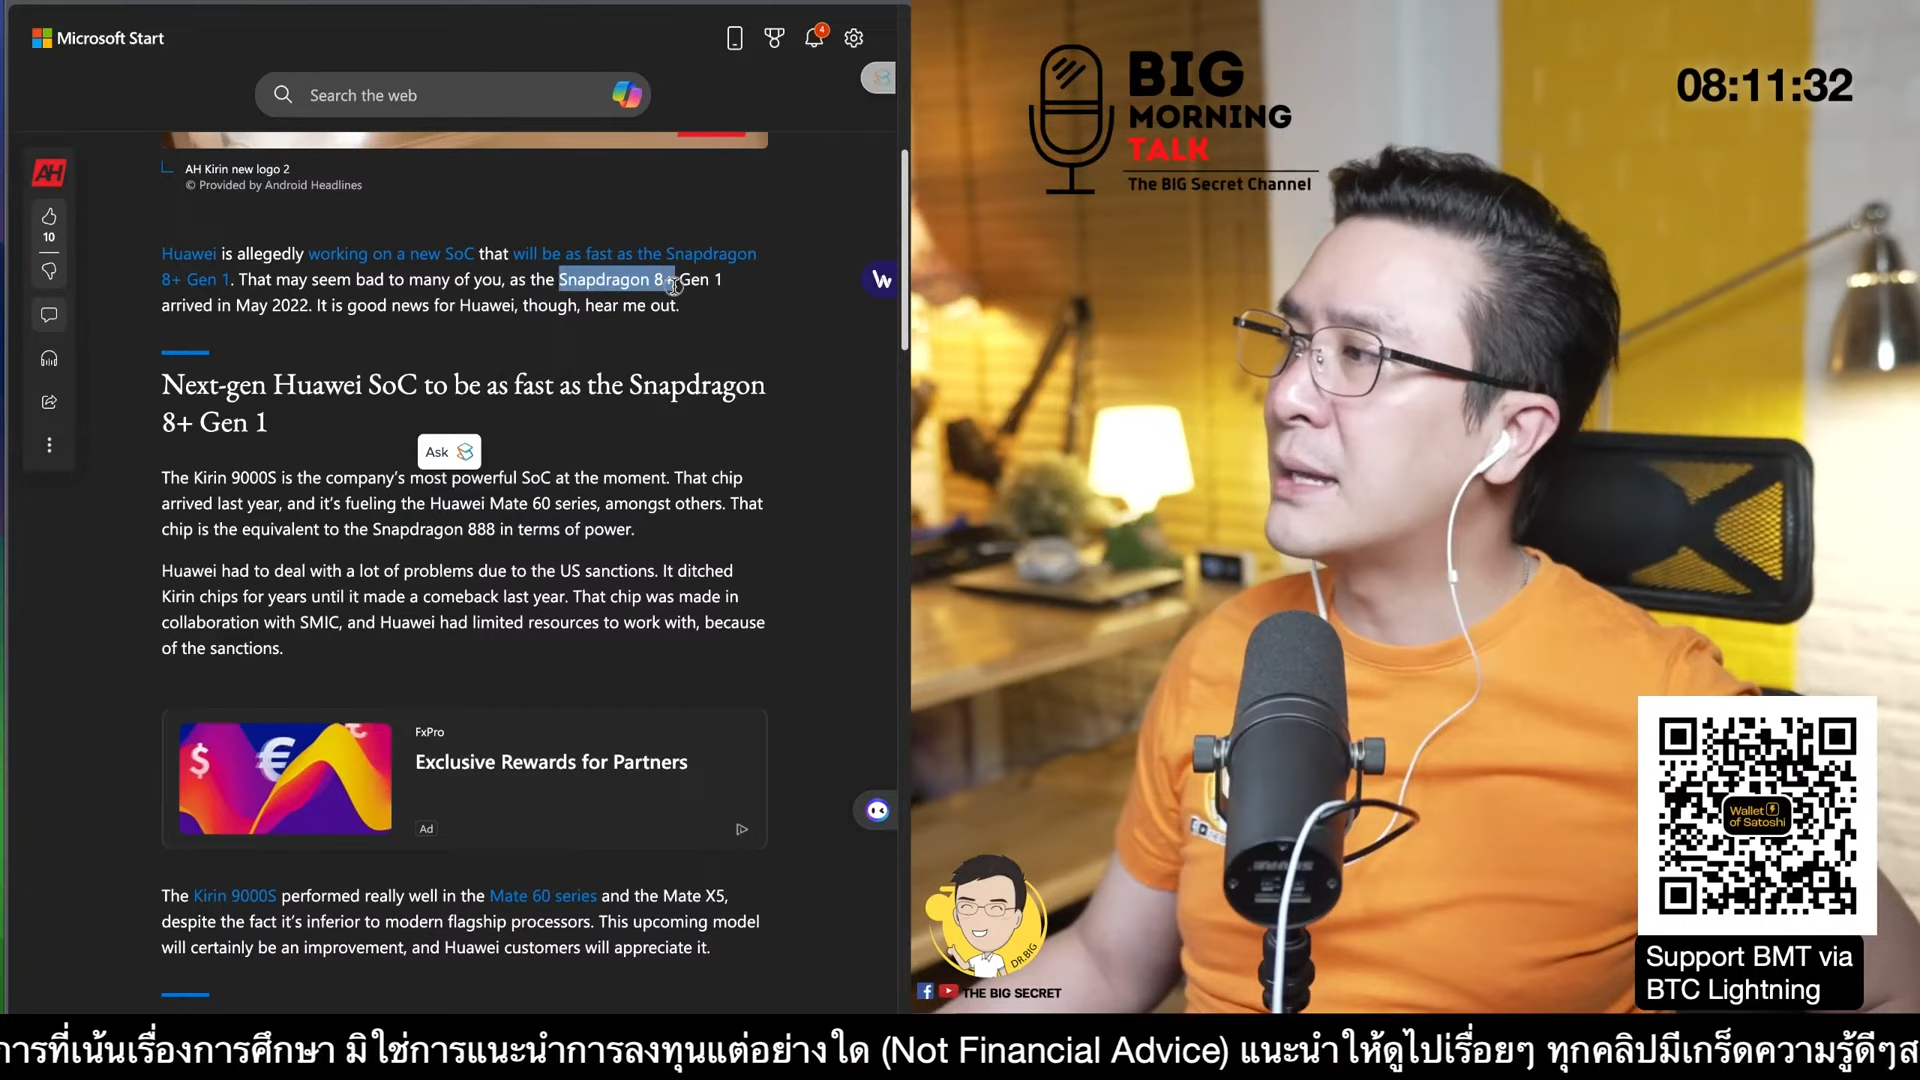 Microsoft Start
4
Search the web
AH
10
AH Kirin new logo 2
© Provided by Android Headlines
Huawei is allegedly working on a new SoC that will be as fast as the Snapdragon
8+ Gen 1. That may seem bad to many of you, as the Snapdragon 8+ Gen 1
arrived in May 2022. It is good news for Huawei, though, hear me out.
Next-gen Huawei SoC to be as fast as the Snapdragon
8+ Gen 1
Ask
The Kirin 9000S is the company's most powerful SoC at the moment. That chip
arrived last year, and it's fueling the Huawei Mate 60 series, amongst others. That
chip is the equivalent to the Snapdragon 888 in terms of power.
Huawei had to deal with a lot of problems due to the US sanctions. It ditched
Kirin chips for years until it made a comeback last year. That chip was made in
collaboration with SMIC, and Huawei had limited resources to work with, because
of the sanctions.
FxPro
Exclusive Rewards for Partners
Ad
The Kirin 9000S performed really well in the Mate 60 series and the Mate X5,
despite the fact it's inferior to modern flagship processors. This upcoming model
will certainly be an improvement, and Huawei customers will appreciate it.
W
BIG
MORNING
TALK
The BIG Secret Channel
08:11:32
Wallet
of Satoshi
Support BMT via
BTC Lightning
DR.BIG
THE BIG SECRET
การที่เน้นเรื่องการศึกษา มิใช่การแนะนำการลงทุนแต่อย่างใด (Not Financial Advice) แนะนำให้ดูไปเรื่อยๆ ทุกคลิปมีเกร็ดความรู้ดีๆส